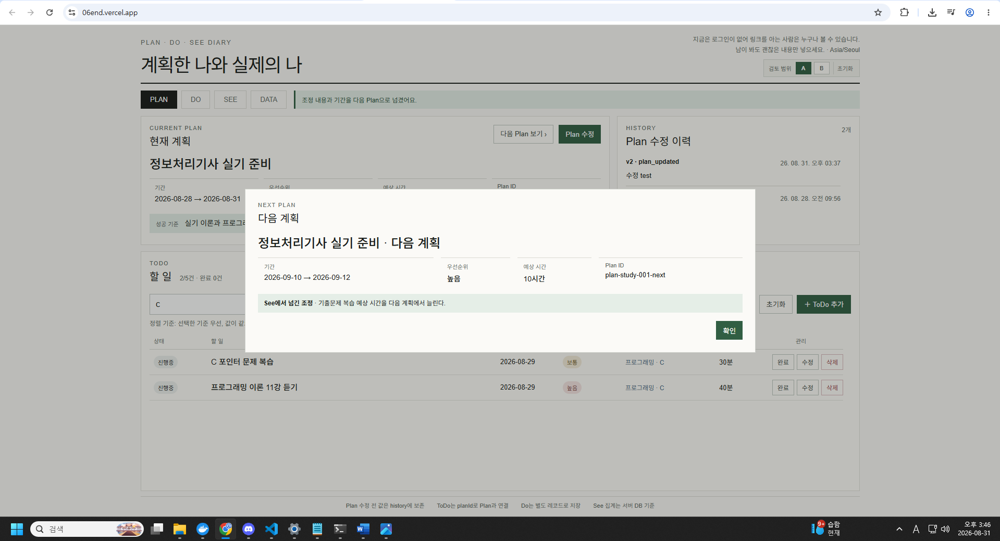 06end.vercel.app
PLAN · DO · SEE DIARY
계획한 나와 실제의 나
지금은 로그인이 없어 링크를 아는 사람은 누구나 볼 수 있습니다.
남이 봐도 괜찮은 내용만 넣으세요. · Asia/Seoul
검토 범위 A B 초기화
PLAN DO SEE DATA
조정 내용과 기간을 다음 Plan으로 넘겼어요.
CURRENT PLAN
현재 계획
다음 Plan 보기 ›
Plan 수정
정보처리기사 실기 준비
기간 우선순위 예상 시간 Plan ID
2026-08-28 → 2026-08-31
성공 기준 실기 이론과 프로그래
HISTORY
Plan 수정 이력
2개
v2 · plan_updated
26. 08. 31. 오후 03:37
수정 test
26. 08. 28. 오전 09:56
NEXT PLAN
다음 계획
정보처리기사 실기 준비 · 다음 계획
기간 우선순위 예상 시간 Plan ID
2026-09-10 → 2026-09-12 높음 10시간 plan-study-001-next
See에서 넘긴 조정 · 기출문제 복습 예상 시간을 다음 계획에서 늘린다.
확인
TODO
할 일 2/5건 · 완료 0건
C
초기화
+ ToDo 추가
정렬 기준: 선택한 기준 우선, 값이 같
상태 할 일 관리
진행중 C 포인터 문제 복습 2026-08-29 보통 프로그래밍 · C 30분 완료 수정 삭제
진행중 프로그래밍 이론 11강 듣기 2026-08-29 높음 프로그래밍 · C 40분 완료 수정 삭제
Plan 수정 전 값은 history에 보존 ToDo는 planId로 Plan과 연결 Do는 별도 레코드로 저장 See 집계는 서버 DB 기준
검색
9+
습함
현재
A
오후 3:46
2026-08-31